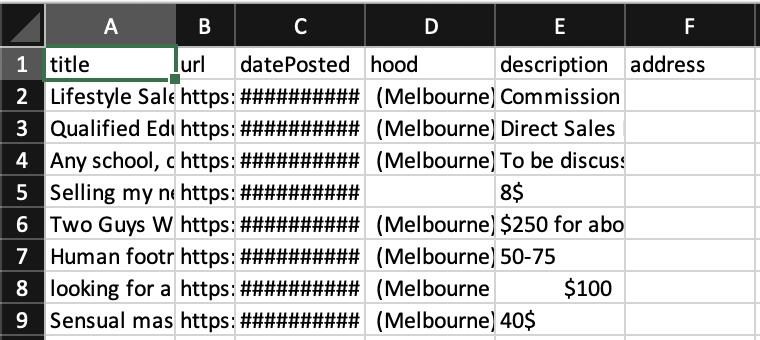 A B C D E F
1 title url datePosted hood description address
2 Lifestyle Sale https: ########## (Melbourne) Commission
3 Qualified Edu https: ########## (Melbourne) Direct Sales
4 Any school, https: ########## (Melbourne) To be discuss
5 Selling my ne https: ########## 8$
6 Two Guys W https: ########## (Melbourne) $250 for abo
7 Human footr https: ########## (Melbourne) 50-75
8 looking for a https: ########## (Melbourne $100
9 Sensual mas https: ########## (Melbourne) 40$